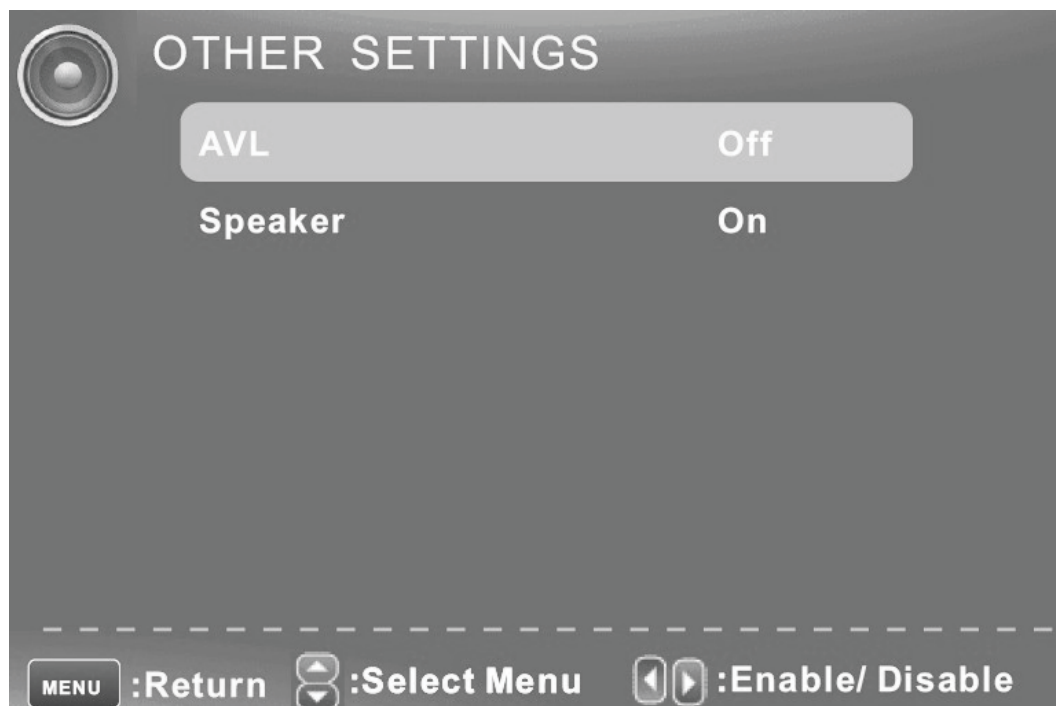 OTHER SETTINGS
AVL Off
Speaker On
MENU :Return :Select Menu :Enable/ Disable